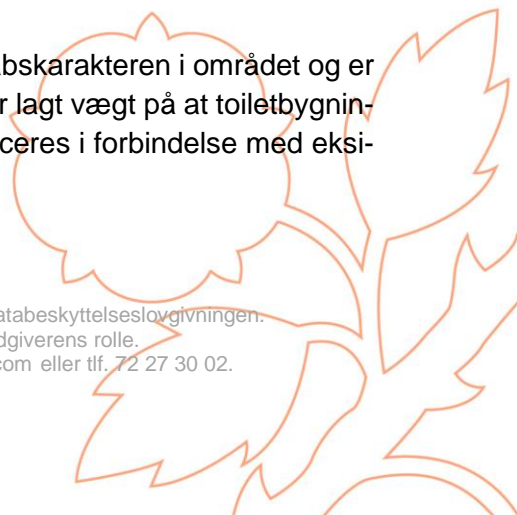 bskarakteren i området og er
r lagt vægt på at toiletbygnin-
ceres i forbindelse med eksi-
atabeskyttelseslovgivningen.
dgiverens rolle.
com eller tlf. 72 27 30 02.